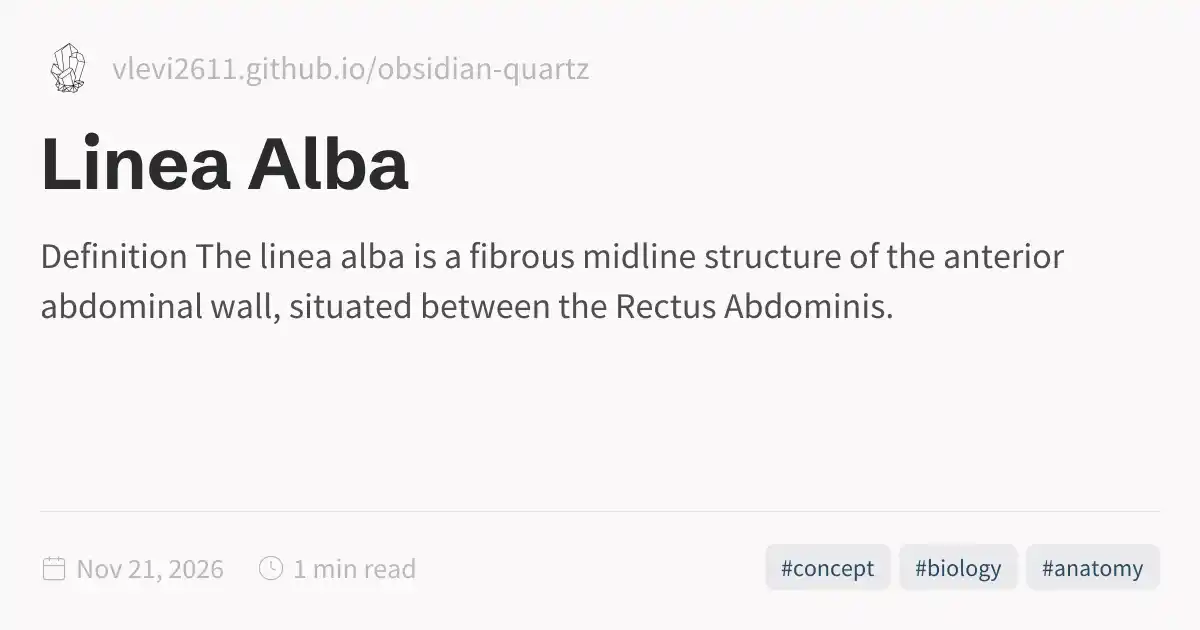 vlevi2611.github.io/obsidian-quartz
Linea Alba
Definition The linea alba is a fibrous midline structure of the anterior
abdominal wall, situated between the Rectus Abdominis.
Nov 21, 2026 1 min read #concept #biology #anatomy